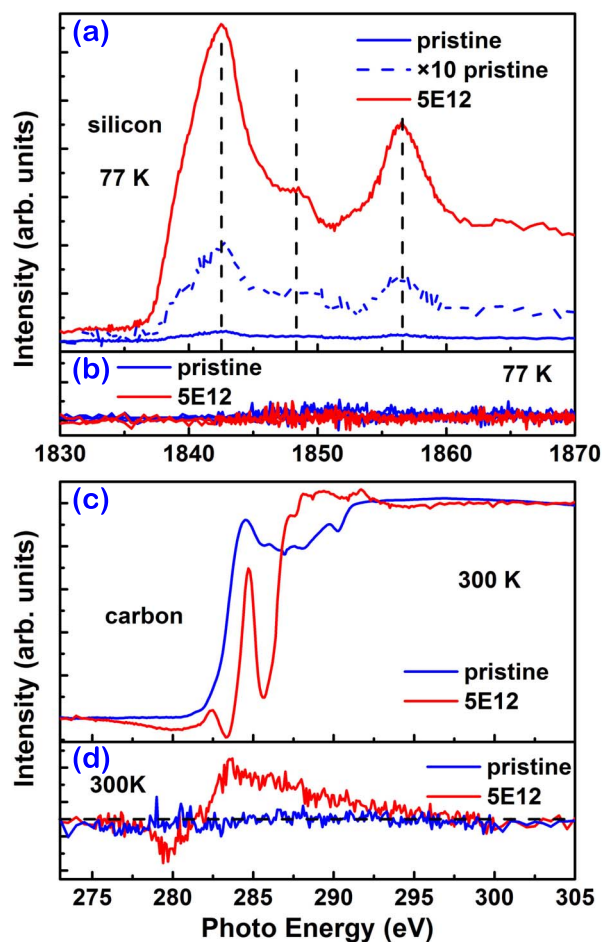 (a)
pristine
×10 pristine
5E12
silicon
77 K
Intensity (arb. units)
(b)
pristine
5E12
77 K
1830 1840 1850 1860 1870
(c)
300 K
carbon
pristine
5E12
Intensity (arb. units)
(d)
300K
pristine
5E12
275 280 285 290 295 300 305
Photo Energy (eV)